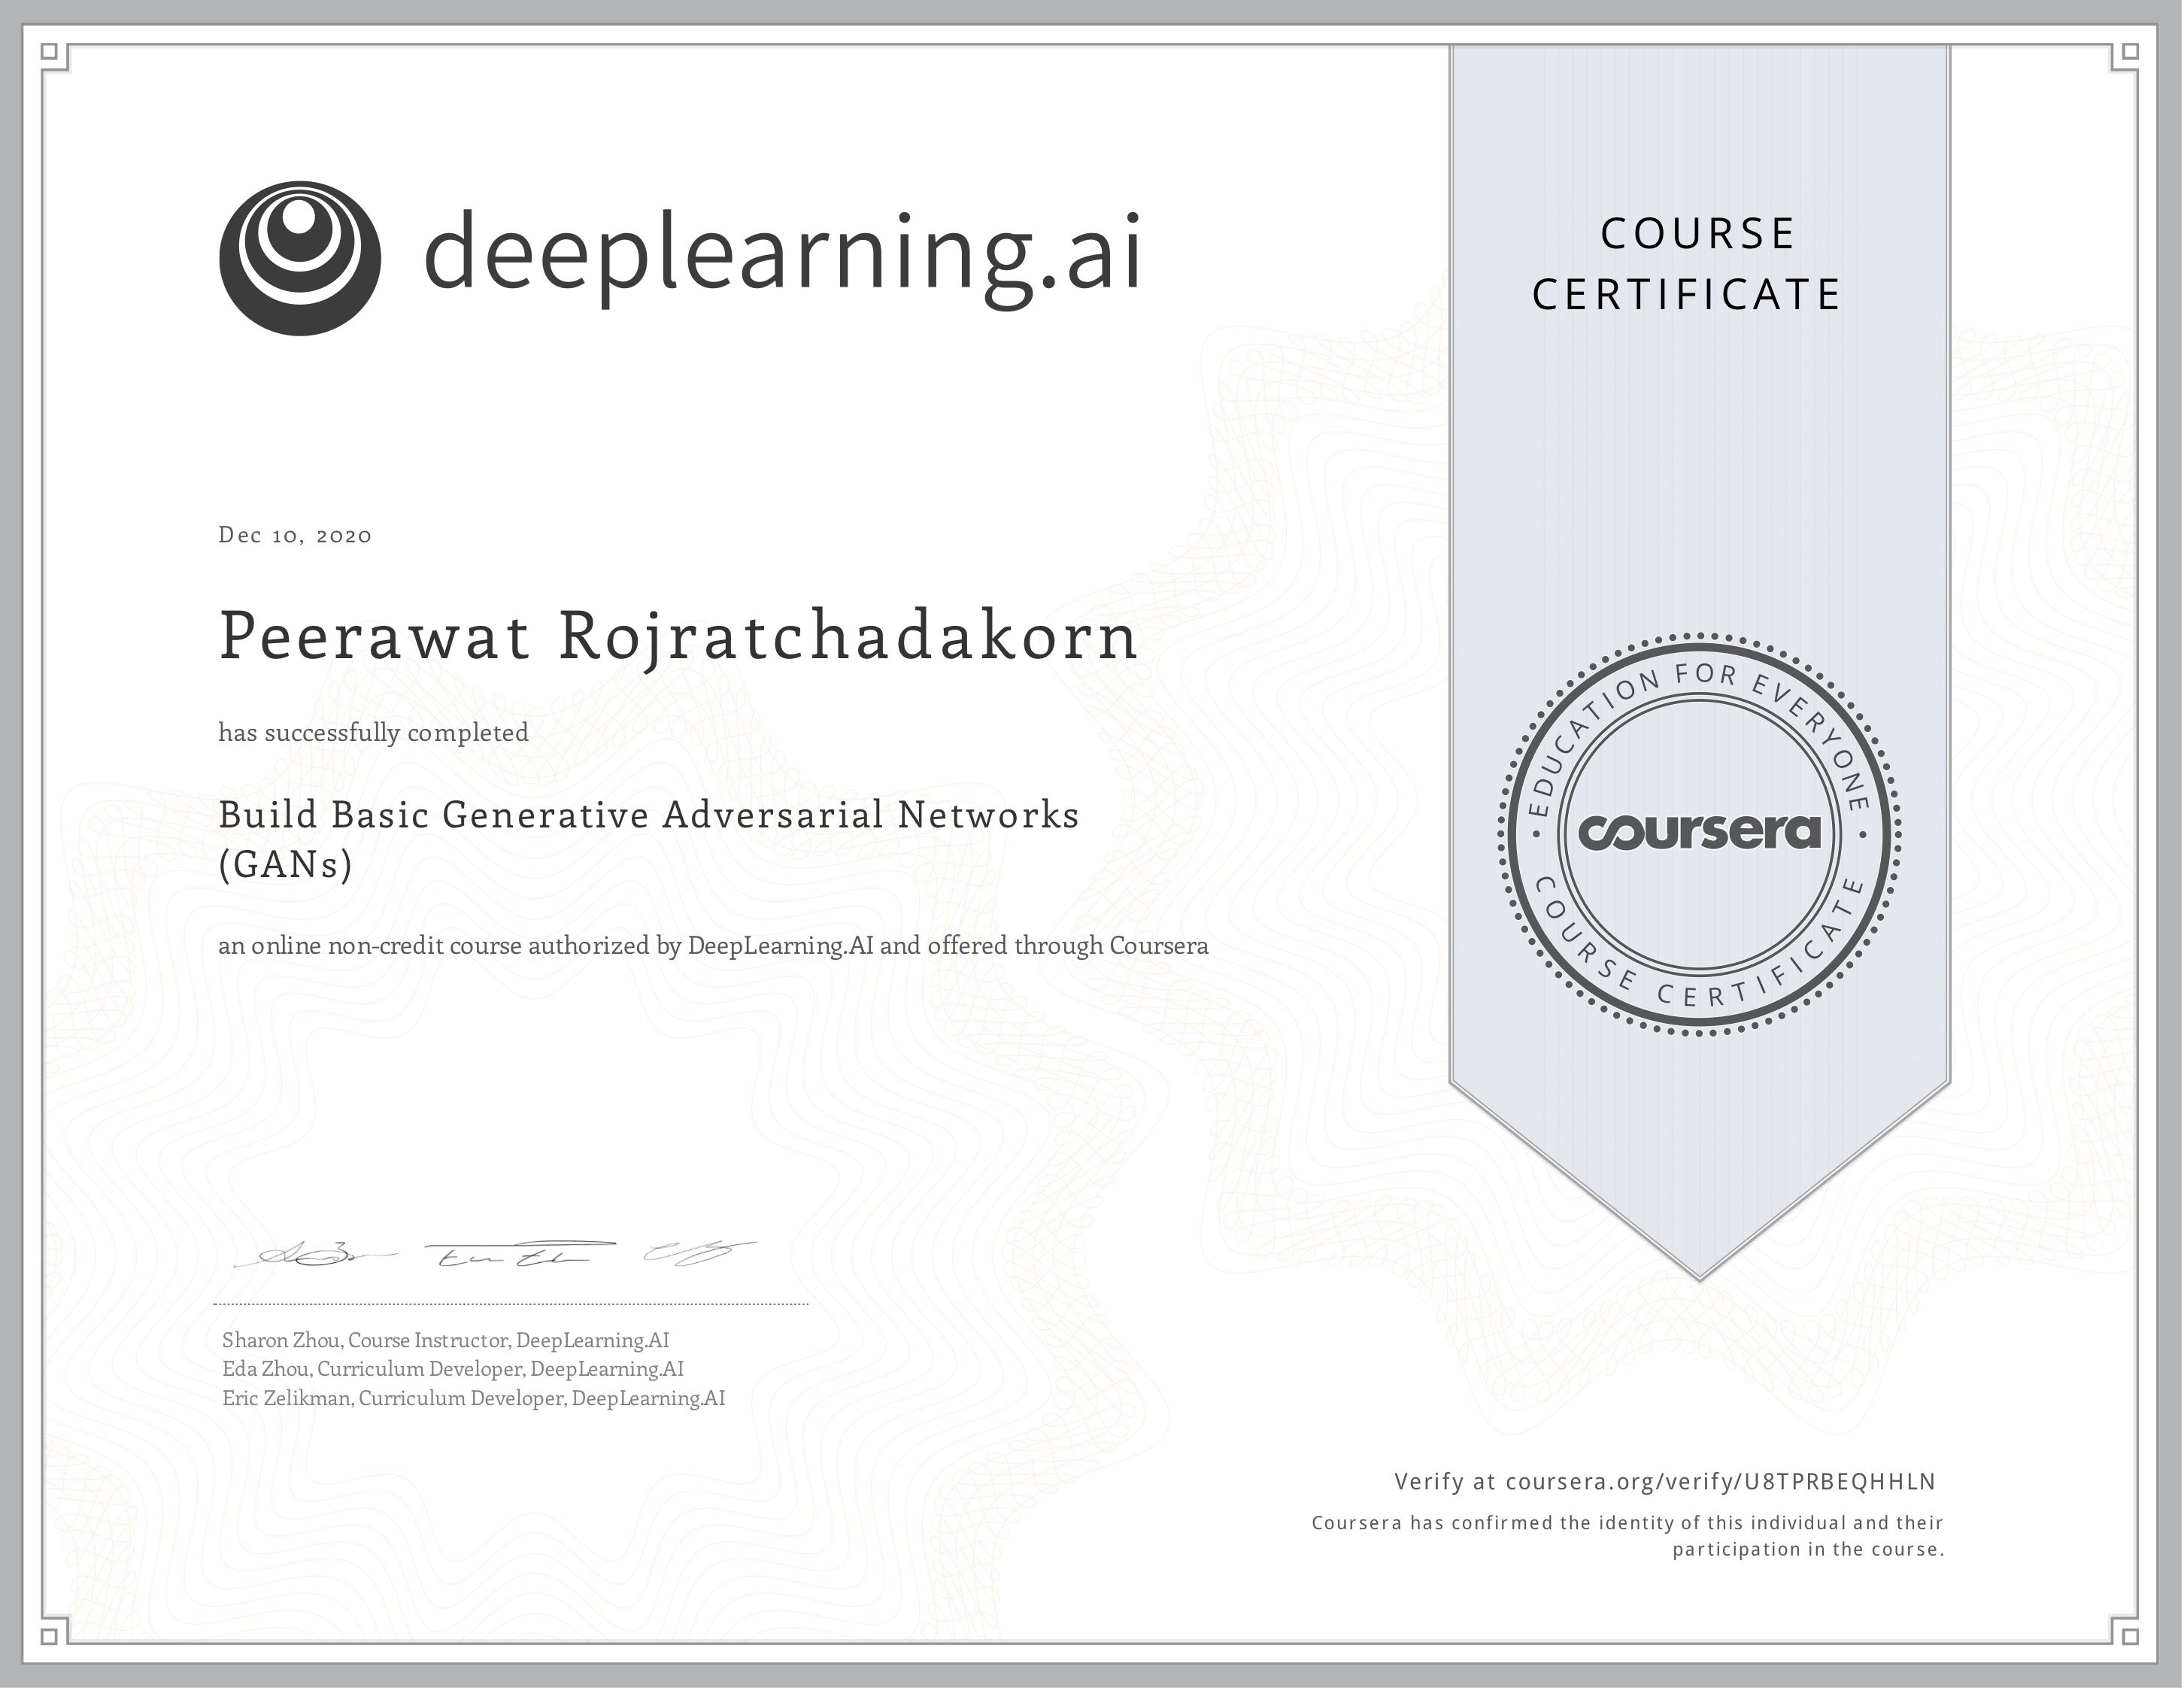 deeplearning.ai
COURSE
CERTIFICATE
Dec 10, 2020
Peerawat Rojratchadakorn
has successfully completed
Build Basic Generative Adversarial Networks
(GANs)
an online non-credit course authorized by DeepLearning.AI and offered through Coursera
EDUCATION FOR EVERYONE
coursera
COURSE CERTIFICATE
Sharon Zhou, Course Instructor, DeepLearning.AI
Eda Zhou, Curriculum Developer, DeepLearning.AI
Eric Zelikman, Curriculum Developer, DeepLearning.AI
Verify at coursera.org/verify/U8TPRBEQHHLN
Coursera has confirmed the identity of this individual and their
participation in the course.